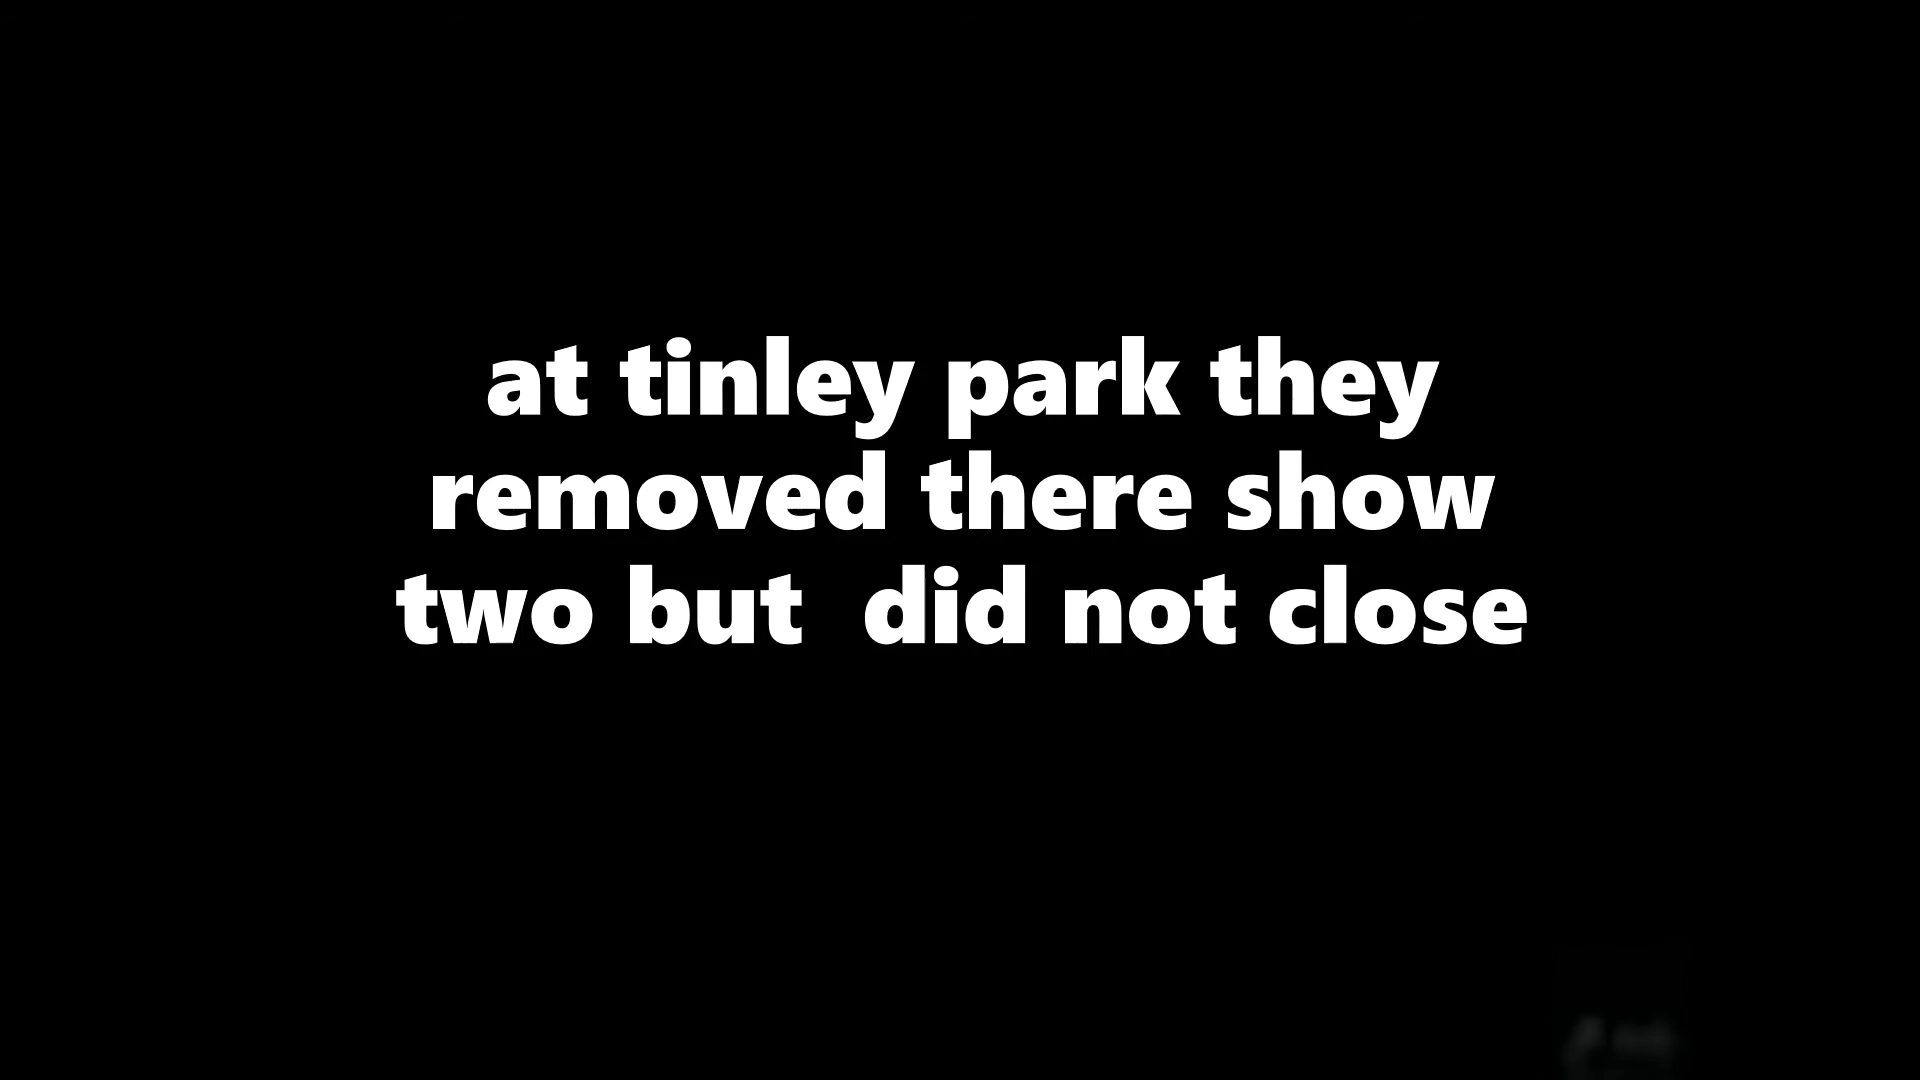 at tinley park they
removed there show
two but  did not close